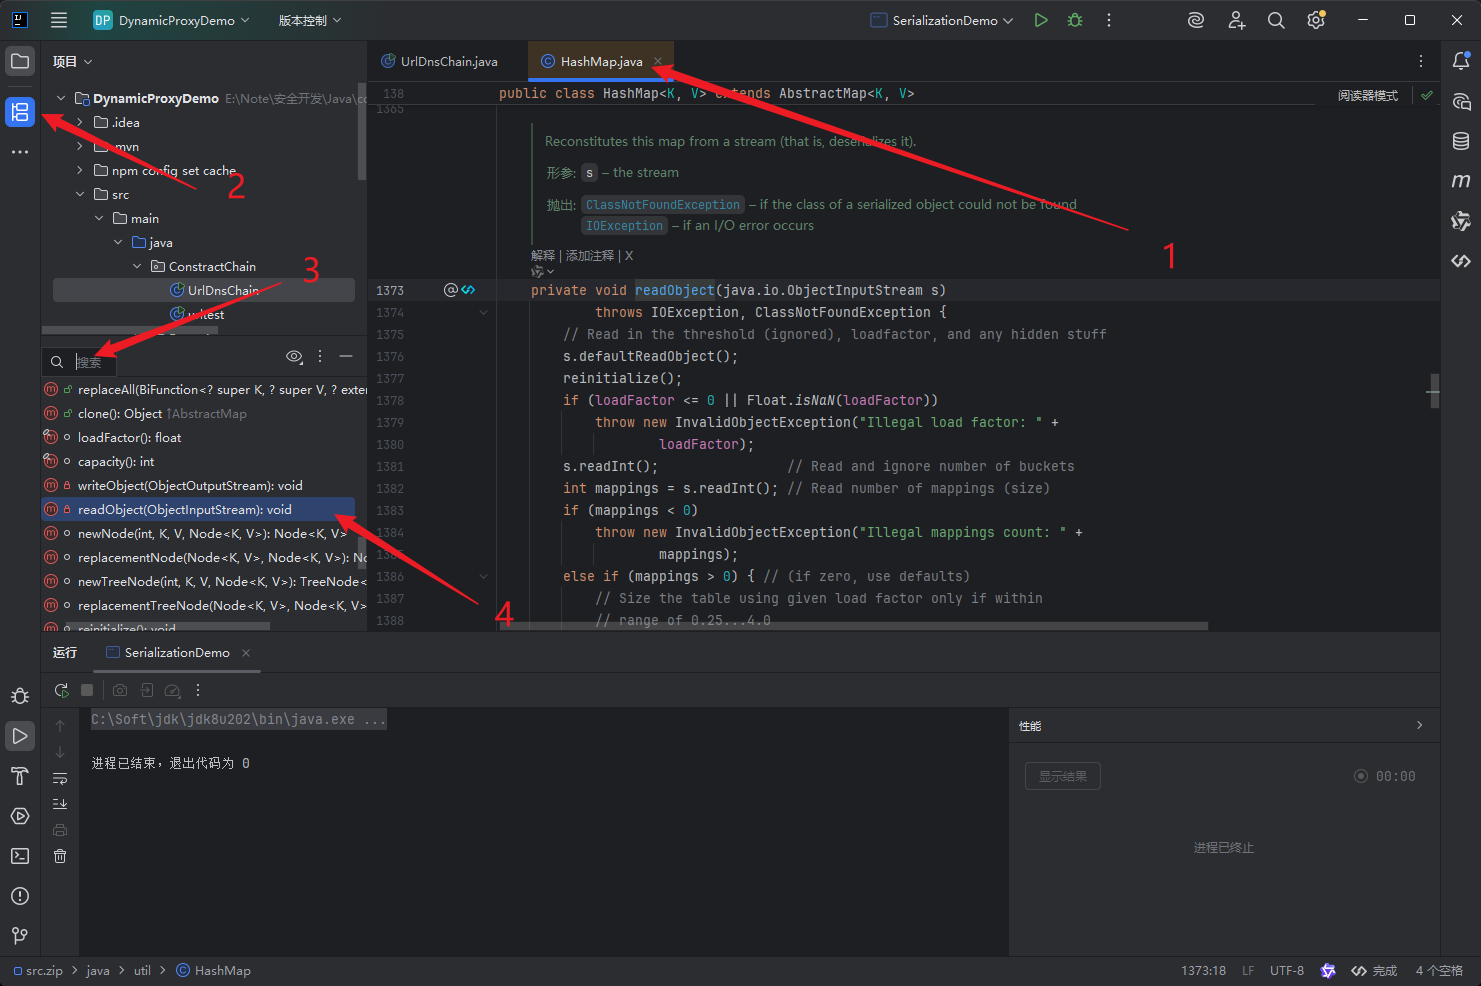 DP DynamicProxyDemo 版本控制 SerializationDemo
项目
UrlDnsChain.java HashMap.java
DynamicProxyDemo E:\Note\安全开发\Java\co
.idea
.mvn
npm config set cache
src
main
java
ConstractChain
UrlDnsChain
urltest
2
3
搜索
replaceAll(BiFunction<? super K, ? super V, ? exter
clone(): Object ↑AbstractMap
loadFactor(): float
capacity(): int
writeObject(ObjectOutputStream): void
readObject(ObjectInputStream): void
newNode(int, K, V, Node<K, V>): Node<K, V>
replacementNode(Node<K, V>, Node<K, V>): No
newTreeNode(int, K, V, Node<K, V>): TreeNode<
replacementTreeNode(Node<K, V>, Node<K, V>
reinitialize(): void
4
138 public class HashMap<K, V> extends AbstractMap<K, V>
阅读器模式
1365
Reconstitutes this map from a stream (that is, deserializes it).
形参: s – the stream
抛出: ClassNotFoundException – if the class of a serialized object could not be found
IOException – if an I/O error occurs
1
解释 | 添加注释 | X
1373 private void readObject(java.io.ObjectInputStream s)
1374 throws IOException, ClassNotFoundException {
1375 // Read in the threshold (ignored), loadfactor, and any hidden stuff
1376 s.defaultReadObject();
1377 reinitialize();
1378 if (loadFactor <= 0 || Float.isNaN(loadFactor))
1379 throw new InvalidObjectException("Illegal load factor: " +
1380 loadFactor);
1381 s.readInt(); // Read and ignore number of buckets
1382 int mappings = s.readInt(); // Read number of mappings (size)
1383 if (mappings < 0)
1384 throw new InvalidObjectException("Illegal mappings count: " +
mappings);
1386 else if (mappings > 0) { // (if zero, use defaults)
1387 // Size the table using given load factor only if within
1388 // range of 0.25...4.0
运行 SerializationDemo
C:\Soft\jdk\jdk8u202\bin\java.exe ...
进程已结束，退出代码为 0
性能
显示结果 00:00
进程已终止
src.zip > java > util > HashMap
1373:18 LF UTF-8 完成 4 个空格